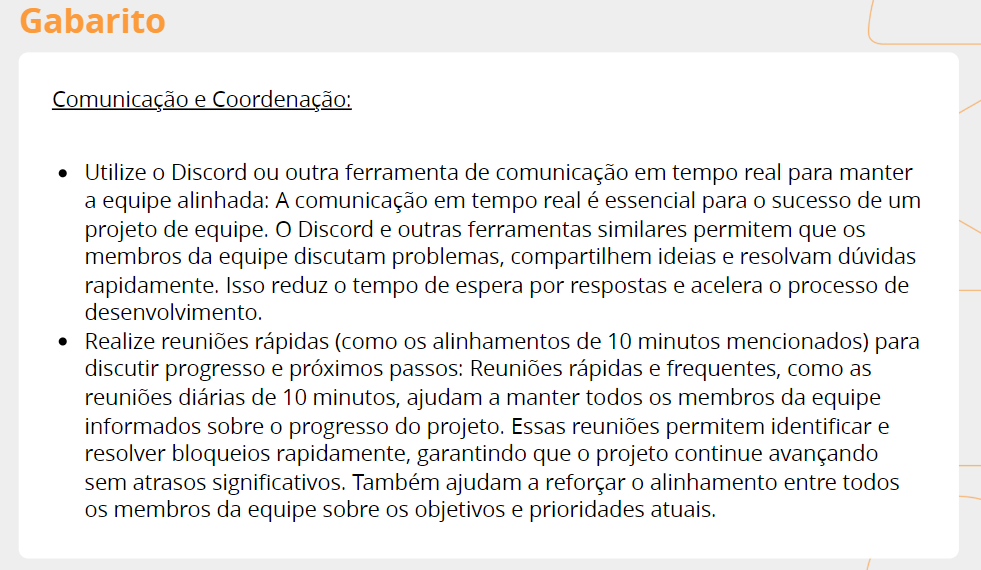 Gabarito
Comunicação e Coordenação:
• Utilize o Discord ou outra ferramenta de comunicação em tempo real para manter
a equipe alinhada: A comunicação em tempo real é essencial para o sucesso de um
projeto de equipe. O Discord e outras ferramentas similares permitem que os
membros da equipe discutam problemas, compartilhem ideias e resolvam dúvidas
rapidamente. Isso reduz o tempo de espera por respostas e acelera o processo de
desenvolvimento.
• Realize reuniões rápidas (como os alinhamentos de 10 minutos mencionados) para
discutir progresso e próximos passos: Reuniões rápidas e frequentes, como as
reuniões diárias de 10 minutos, ajudam a manter todos os membros da equipe
informados sobre o progresso do projeto. Essas reuniões permitem identificar e
resolver bloqueios rapidamente, garantindo que o projeto continue avançando
sem atrasos significativos. Também ajudam a reforçar o alinhamento entre todos
os membros da equipe sobre os objetivos e prioridades atuais.